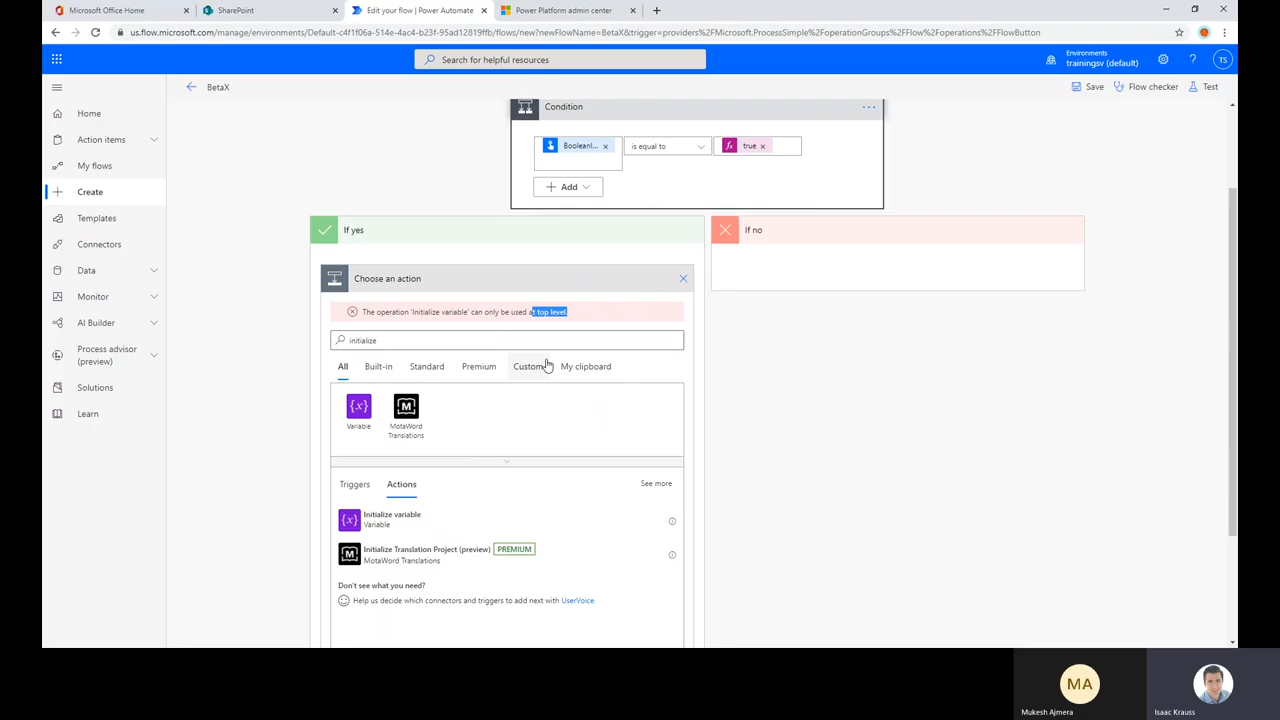 Microsoft Office Home
SharePoint
Edit your flow | Power Automate
Power Platform admin center
us.flow.microsoft.com/manage/environments/Default-c4f1f06a-514e-4ac4-b23f-95ad12819ffb/flows/new?newFlowName=BetaX&trigger=providers%2FMicrosoft.ProcessSimple%2FoperationGroups%2FFlow%2Foperations%2FFlowButton
Search for helpful resources
Environments
trainingsv (default)
TS
BetaX
Save
Flow checker
Test
Home
Action items
My flows
Create
Templates
Connectors
Data
Monitor
AI Builder
Process advisor
(preview)
Solutions
Learn
Condition
BooleanI...
is equal to
true
Add
If yes
If no
Choose an action
The operation 'Initialize variable' can only be used at top level.
initialize
All
Built-in
Standard
Premium
Custom
My clipboard
Variable
MotaWord
Translations
Triggers
Actions
See more
Initialize variable
Variable
Initialize Translation Project (preview)
PREMIUM
MotaWord Translations
Don't see what you need?
Help us decide which connectors and triggers to add next with UserVoice
MA
Mukesh Ajmera
Isaac Krauss